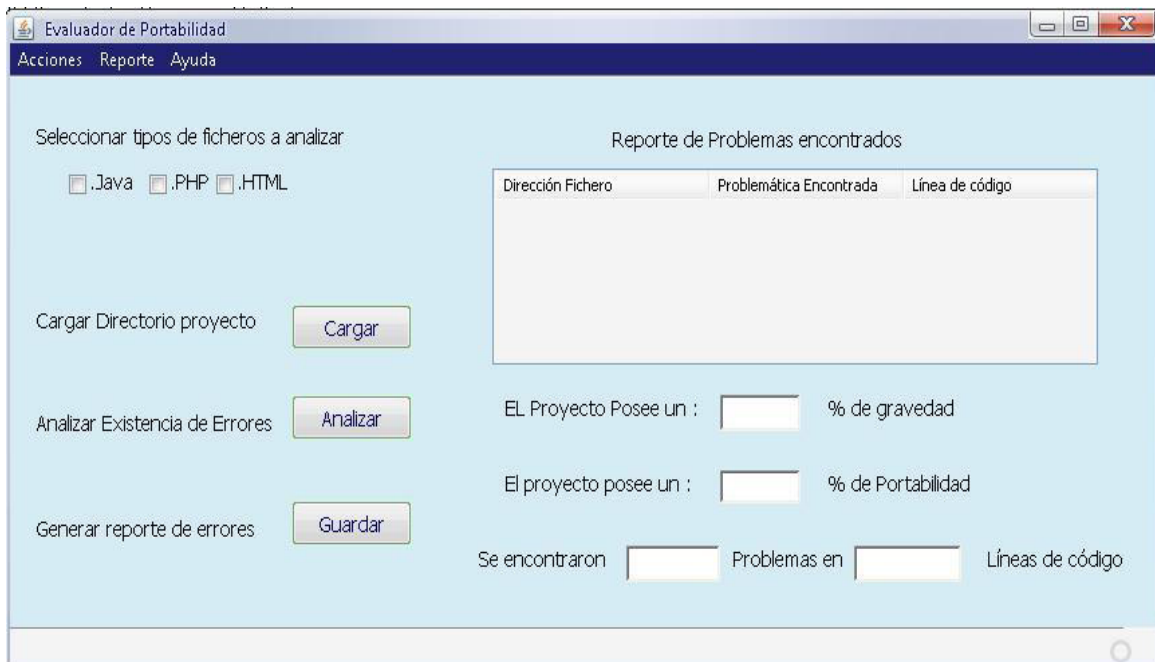 Evaluador de Portabilidad
Acciones Reporte Ayuda
Seleccionar tipos de ficheros a analizar
.Java .PHP .HTML
Cargar Directorio proyecto Cargar
Analizar Existencia de Errores Analizar
Generar reporte de errores Guardar
Reporte de Problemas encontrados
Dirección Fichero Problemática Encontrada Línea de código
EL Proyecto Posee un : % de gravedad
El proyecto posee un : % de Portabilidad
Se encontraron Problemas en Líneas de código